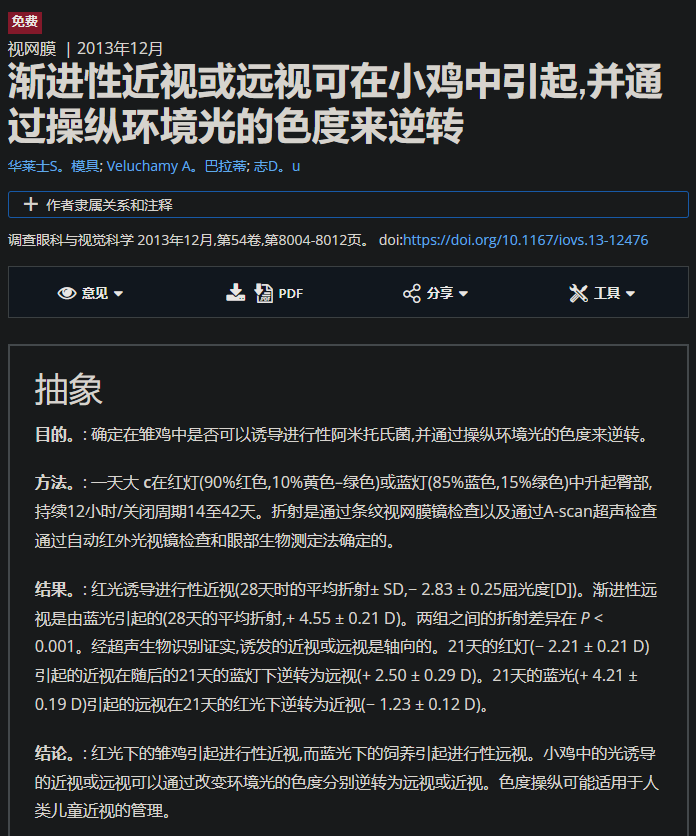 免费
视网膜 | 2013年12月
渐进性近视或远视可在小鸡中引起,并通
过操纵环境光的色度来逆转
华莱士S。模具; Veluchamy A。巴拉蒂; 志D。u
+ 作者隶属关系和注释
调查眼科与视觉科学 2013年12月,第54卷,第8004-8012页。 doi:https://doi.org/10.1167/iovs.13-12476
意见 PDF 分享 工具
抽象
目的。: 确定在雏鸡中是否可以诱导进行性阿米托氏菌,并通过操纵环境光的色度来逆转。
方法。: 一天大 c在红灯(90%红色,10%黄色–绿色)或蓝灯(85%蓝色,15%绿色)中升起臀部,
持续12小时/关闭周期14至42天。折射是通过条纹视网膜镜检查以及通过A-scan超声检查
通过自动红外光视镜检查和眼部生物测定法确定的。
结果。: 红光诱导进行性近视(28天时的平均折射± SD,− 2.83 ± 0.25屈光度[D])。渐进性远
视是由蓝光引起的(28天的平均折射,+ 4.55 ± 0.21 D)。两组之间的折射差异在 P <
0.001。经超声生物识别证实,诱发的近视或远视是轴向的。21天的红灯(− 2.21 ± 0.21 D)
引起的近视在随后的21天的蓝灯下逆转为远视(+ 2.50 ± 0.29 D)。21天的蓝光(+ 4.21 ±
0.19 D)引起的远视在21天的红光下逆转为近视(− 1.23 ± 0.12 D)。
结论。: 红光下的雏鸡引起进行性近视,而蓝光下的饲养引起进行性远视。小鸡中的光诱导
的近视或远视可以通过改变环境光的色度分别逆转为远视或近视。色度操纵可能适用于人
类儿童近视的管理。